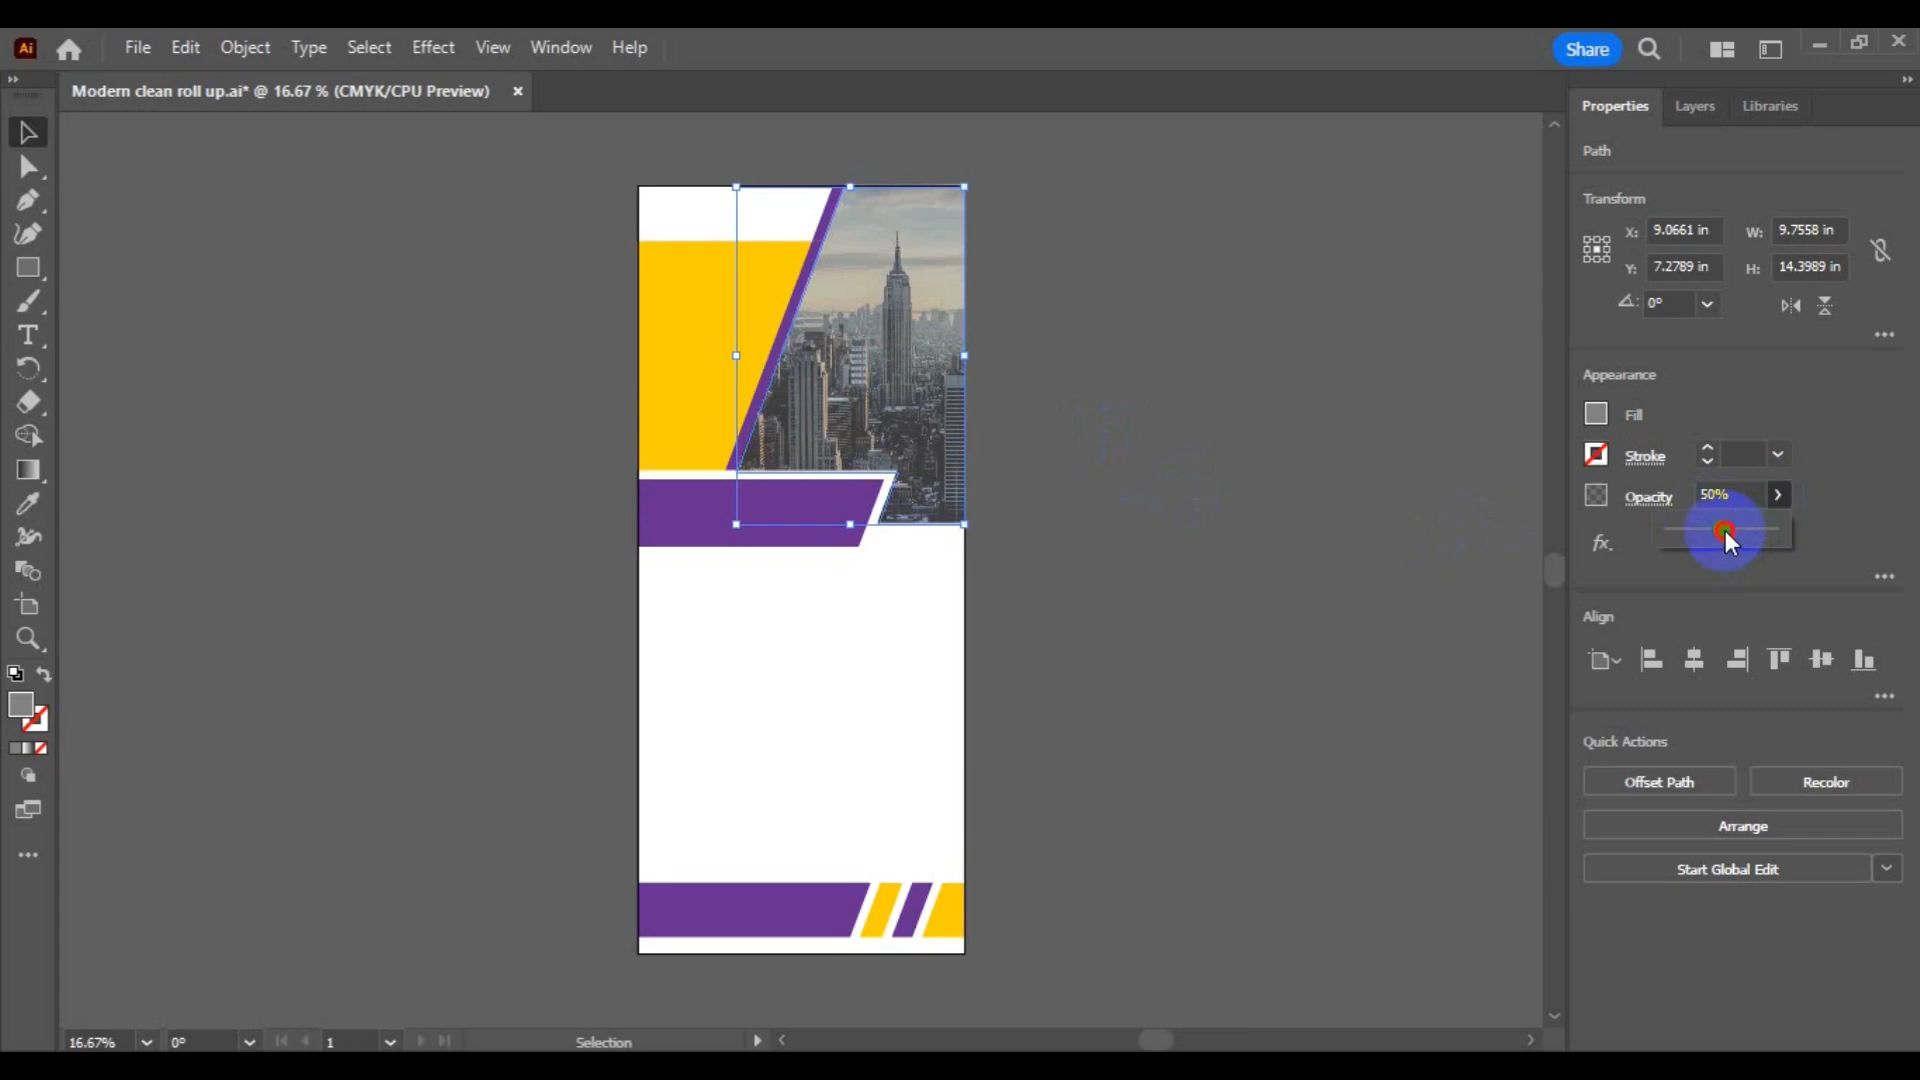 Ai File Edit Object Type Select Effect View Window Help Share
Modern clean roll up.ai* @ 16.67 % (CMYK/CPU Preview) ×
Properties Layers Libraries
Path
Transform
X: 9.0661 in W: 9.7558 in
Y: 7.2789 in H: 14.3989 in
0°
Appearance
Fill
Stroke
Opacity 50%
fx.
Align
Quick Actions
Offset Path Recolor
Arrange
Start Global Edit
16.67% 0° 1 Selection